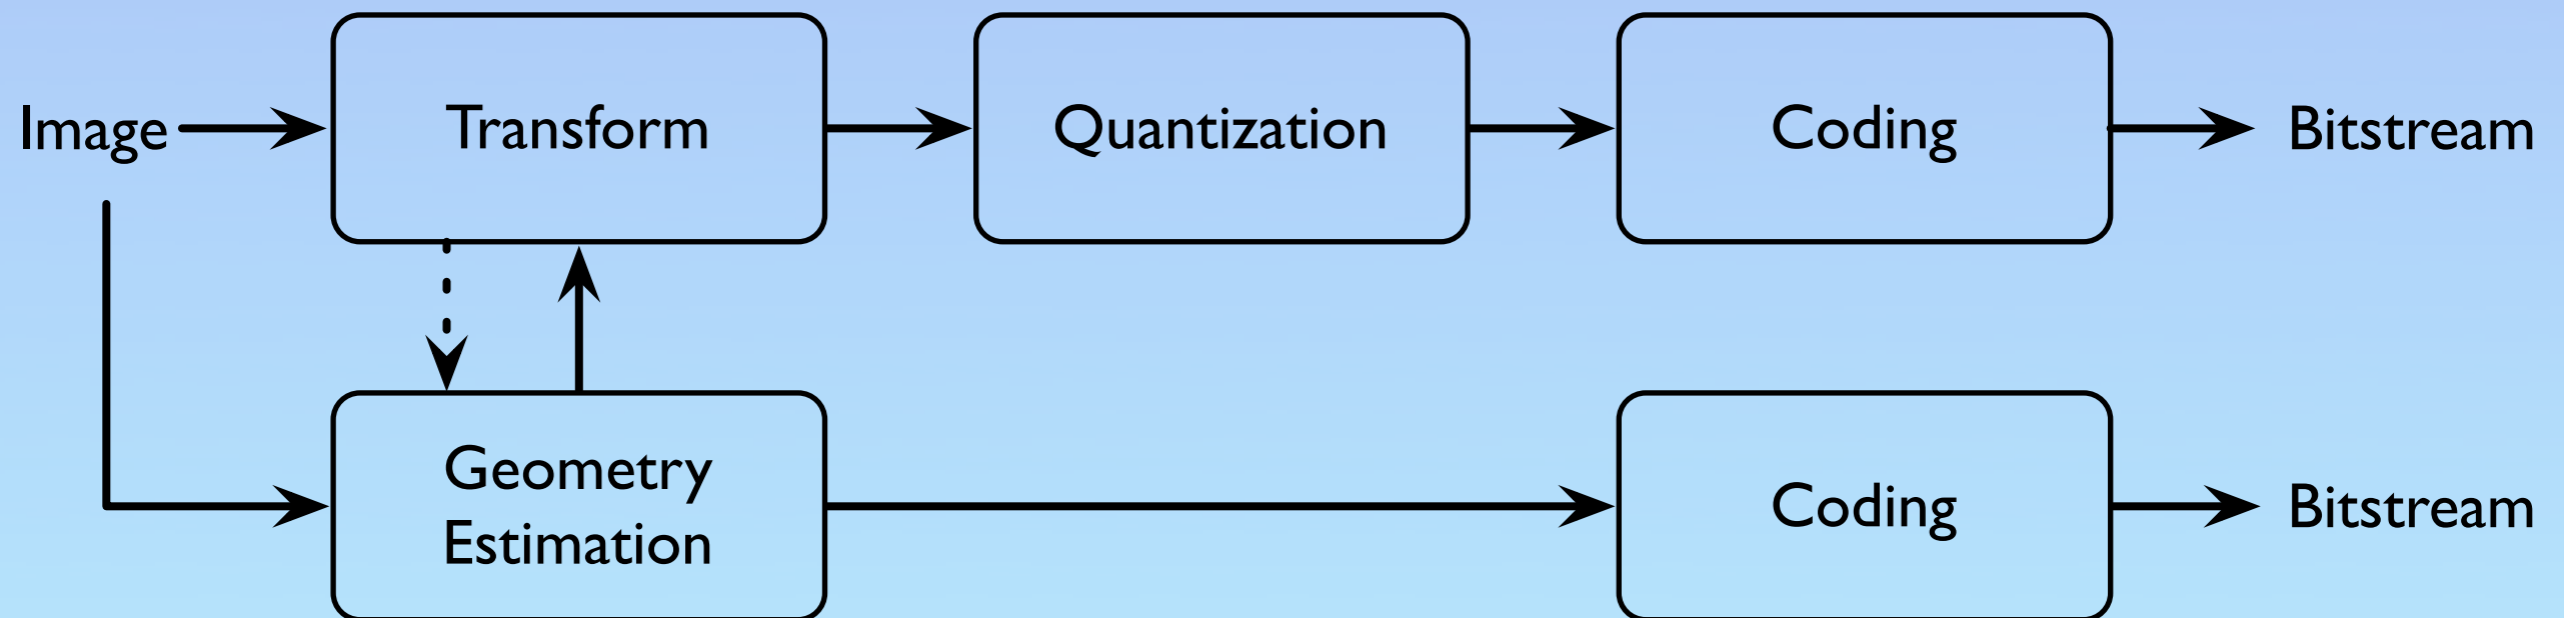 Image
Transform
Quantization
Coding
Bitstream
Geometry
Estimation
Coding
Bitstream